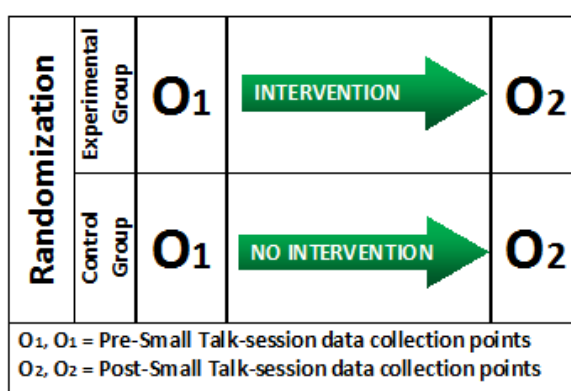 Randomization
Experimental
Group
O₁
INTERVENTION
O₂
Control
Group
O₁
NO INTERVENTION
O₂
O₁, O₁ = Pre-Small Talk-session data collection points
O₂, O₂ = Post-Small Talk-session data collection points